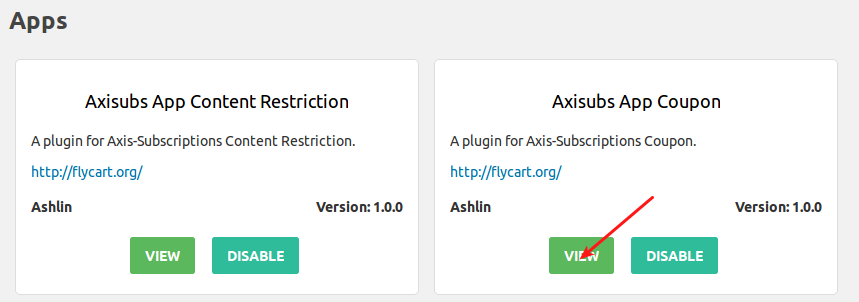 Apps
Axisubs App Content Restriction
A plugin for Axis-Subscriptions Content Restriction.
http://flycart.org/
Ashlin Version: 1.0.0
VIEW DISABLE
Axisubs App Coupon
A plugin for Axis-Subscriptions Coupon.
http://flycart.org/
Ashlin Version: 1.0.0
VIEW DISABLE